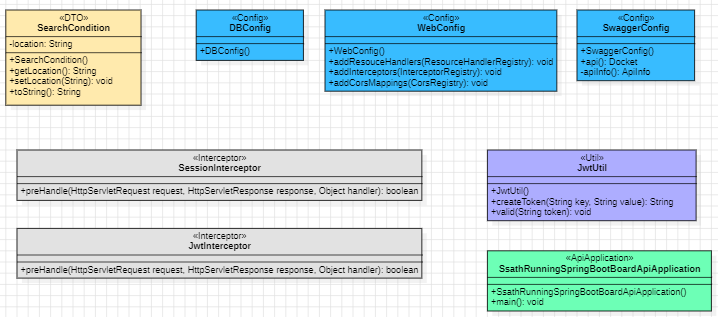 «DTO»
SearchCondition
-location: String
+SearchCondition()
+getLocation(): String
+setLocation(String): void
+toString(): String
«Config»
DBConfig
+DBConfig()
«Config»
WebConfig
+WebConfig()
+addResouceHandlers(ResourceHandlerRegistry): void
+addInterceptors(InterceptorRegistry): void
+addCorsMappings(CorsRegistry): void
«Config»
SwaggerConfig
+SwaggerConfig()
+api(): Docket
-apiInfo(): ApiInfo
«Interceptor»
SessionInterceptor
+preHandle(HttpServletRequest request, HttpServletResponse response, Object handler): boolean
«Util»
JwtUtil
+JwtUtil()
+createToken(String key, String value): String
+valid(String token): void
«Interceptor»
JwtInterceptor
+preHandle(HttpServletRequest request, HttpServletResponse response, Object handler): boolean
«ApiApplication»
SsathRunningSpringBootBoardApiApplication
+SsathRunningSpringBootBoardApiApplication()
+main(): void